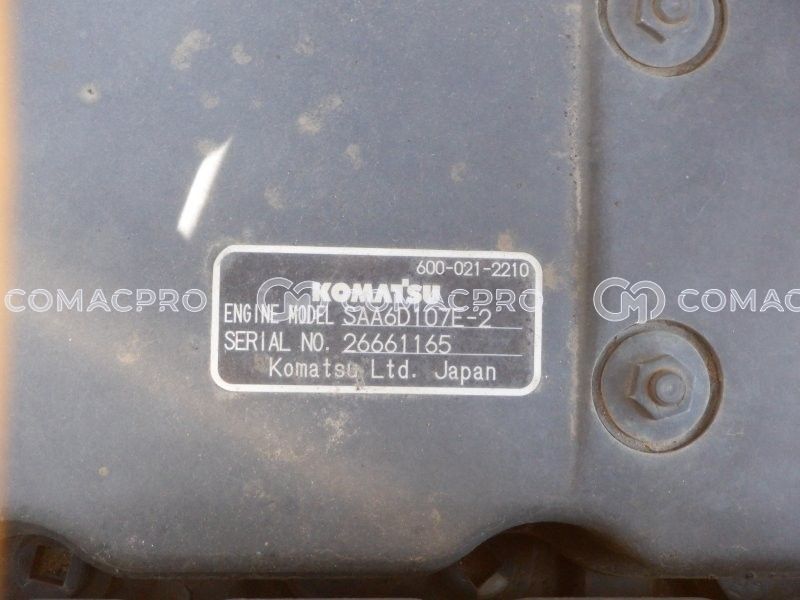 600-021-2210
KOMATSU
ENGINE MODEL SAA6D107E-2
SERIAL NO. 26661165
Komatsu Ltd. Japan
COMACPRO
COMACPRO
COMACPRO